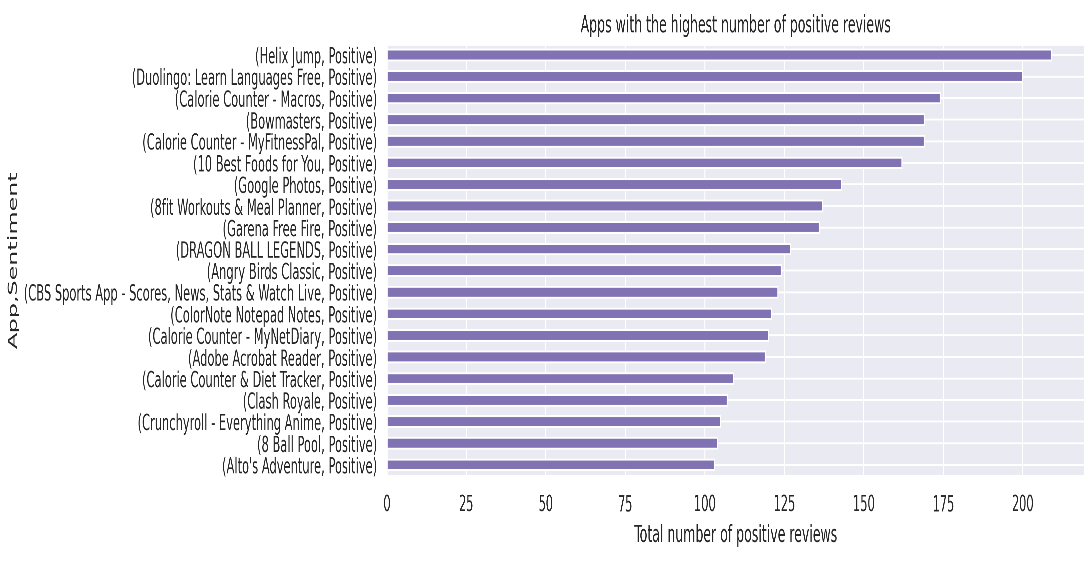 Apps with the highest number of positive reviews
App,Sentiment
(Helix Jump, Positive)
(Duolingo: Learn Languages Free, Positive)
(Calorie Counter - Macros, Positive)
(Bowmasters, Positive)
(Calorie Counter - MyFitnessPal, Positive)
(10 Best Foods for You, Positive)
(Google Photos, Positive)
(8fit Workouts & Meal Planner, Positive)
(Garena Free Fire, Positive)
(DRAGON BALL LEGENDS, Positive)
(Angry Birds Classic, Positive)
(CBS Sports App - Scores, News, Stats & Watch Live, Positive)
(ColorNote Notepad Notes, Positive)
(Calorie Counter - MyNetDiary, Positive)
(Adobe Acrobat Reader, Positive)
(Calorie Counter & Diet Tracker, Positive)
(Clash Royale, Positive)
(Crunchyroll - Everything Anime, Positive)
(8 Ball Pool, Positive)
(Alto's Adventure, Positive)
0 25 50 75 100 125 150 175 200
Total number of positive reviews